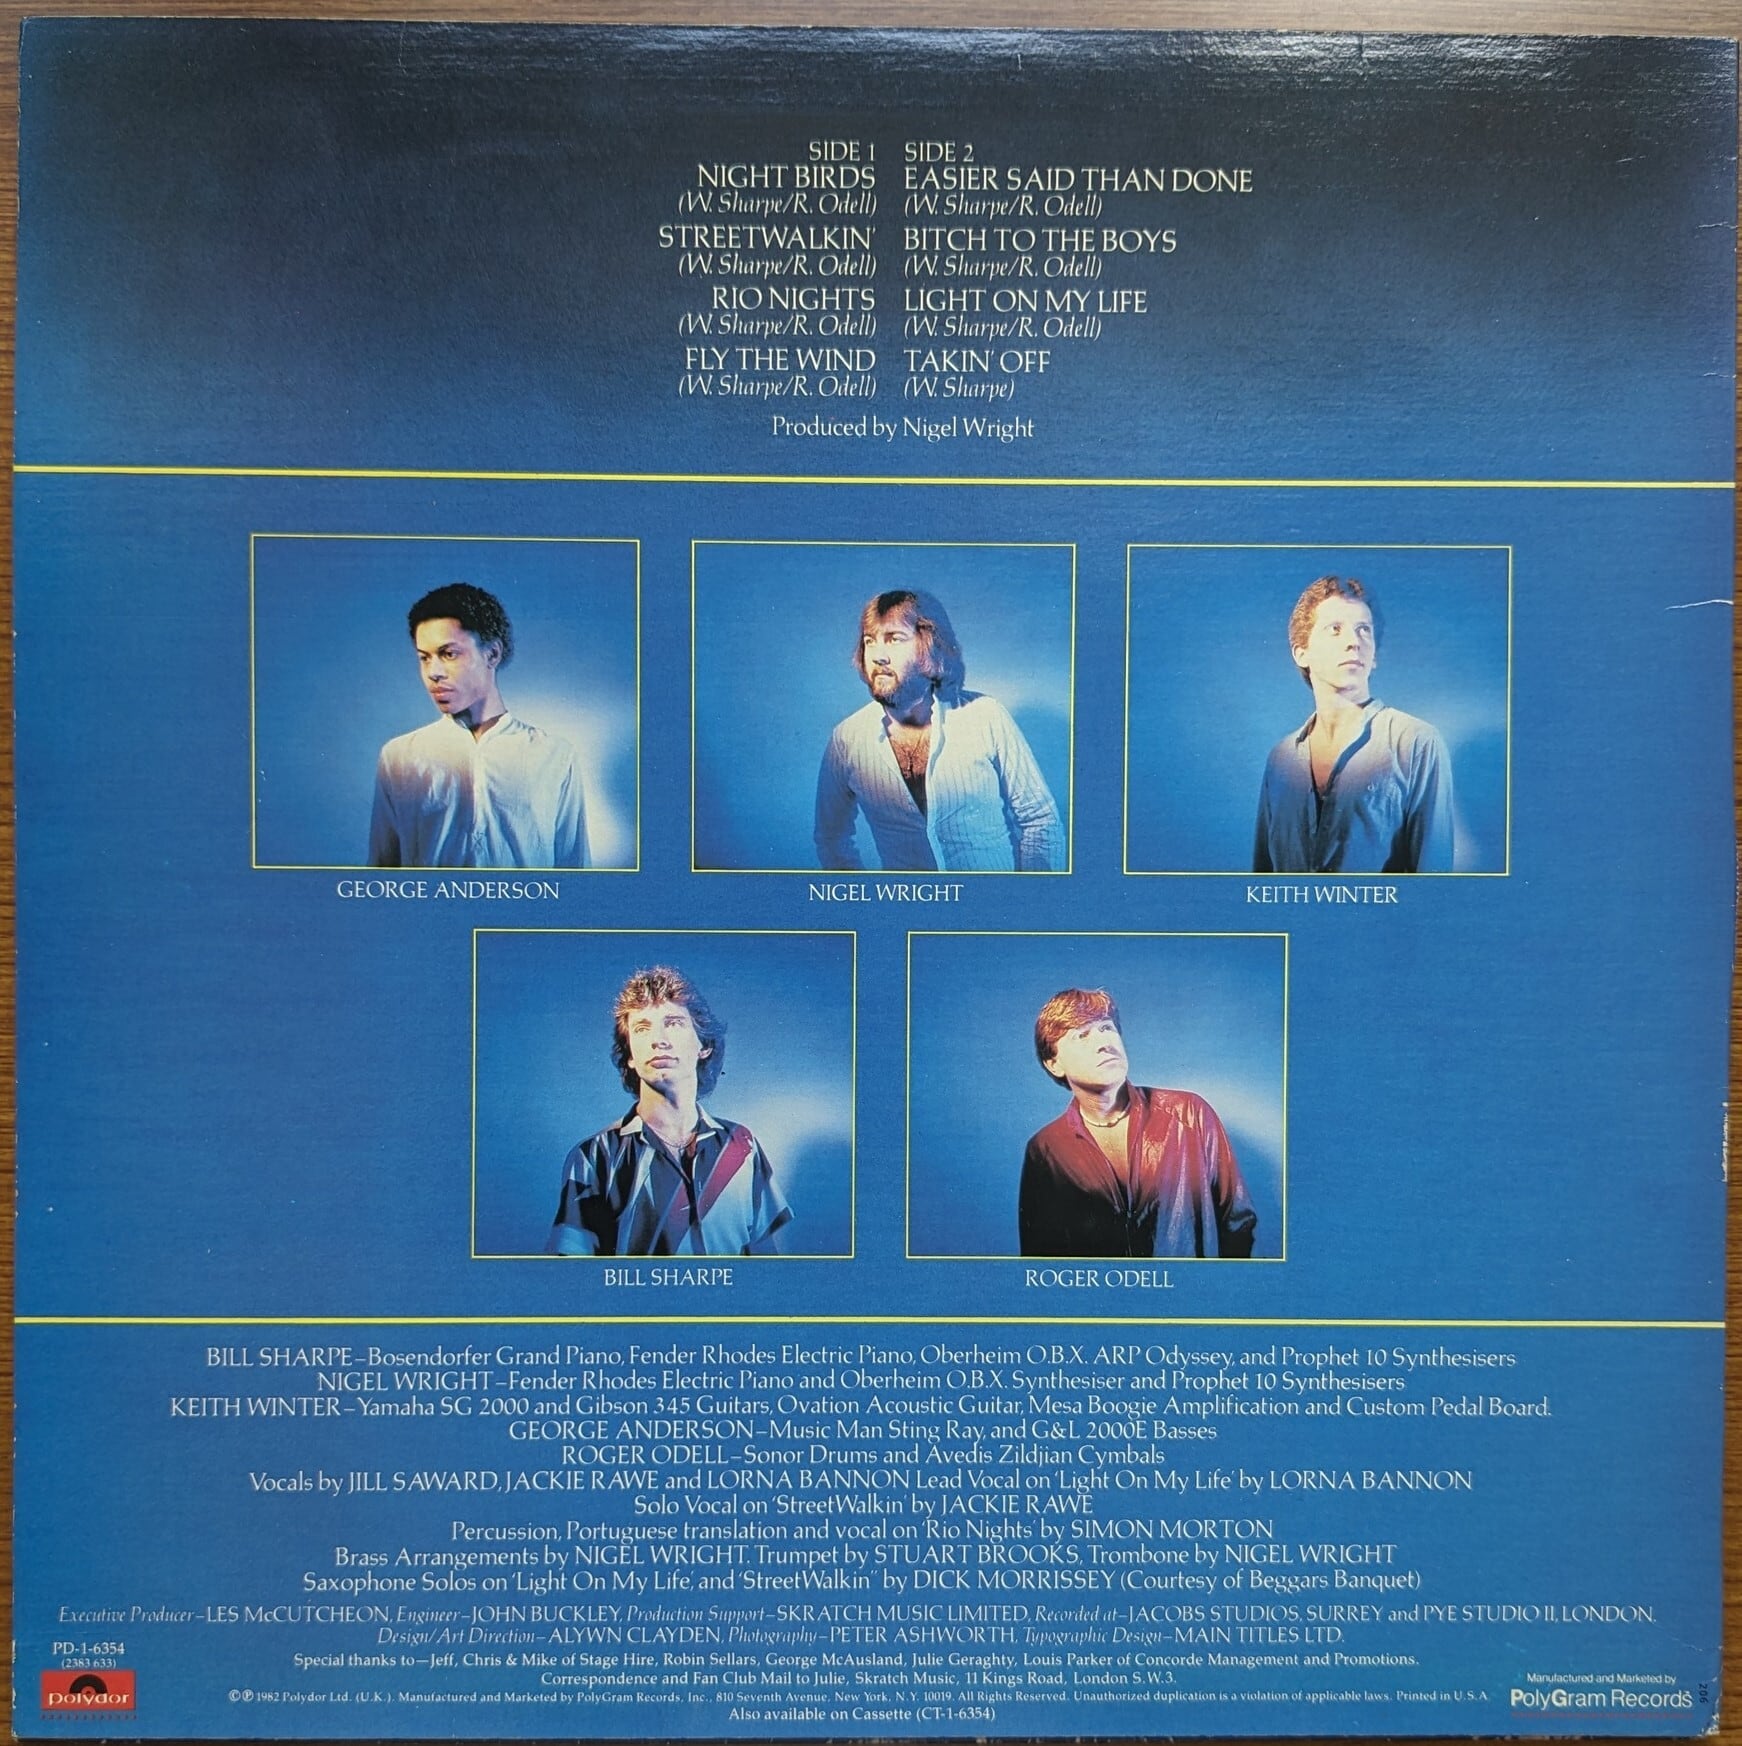 SIDE 1
NIGHT BIRDS
(W. Sharpe/R. Odell)
STREETWALKIN'
(W. Sharpe/R. Odell)
RIO NIGHTS
(W. Sharpe/R. Odell)
FLY THE WIND
(W. Sharpe/R. Odell)
SIDE 2
EASIER SAID THAN DONE
(W. Sharpe/R. Odell)
BITCH TO THE BOYS
(W. Sharpe/R. Odell)
LIGHT ON MY LIFE
(W. Sharpe/R. Odell)
TAKIN' OFF
(W. Sharpe)
Produced by Nigel Wright
GEORGE ANDERSON
NIGEL WRIGHT
KEITH WINTER
BILL SHARPE
ROGER ODELL
BILL SHARPE–Bosendorfer Grand Piano, Fender Rhodes Electric Piano, Oberheim O.B.X. ARP Odyssey, and Prophet 10 Synthesisers
NIGEL WRIGHT–Fender Rhodes Electric Piano and Oberheim O.B.X. Synthesiser and Prophet 10 Synthesisers
KEITH WINTER–Yamaha SG 2000 and Gibson 345 Guitars, Ovation Acoustic Guitar, Mesa Boogie Amplification and Custom Pedal Board.
GEORGE ANDERSON–Music Man Sting Ray, and G&L 2000E Basses
ROGER ODELL–Sonor Drums and Avedis Zildjian Cymbals
Vocals by JILL SAWARD, JACKIE RAWE and LORNA BANNON Lead Vocal on 'Light On My Life' by LORNA BANNON
Solo Vocal on 'StreetWalkin' by JACKIE RAWE
Percussion, Portuguese translation and vocal on 'Rio Nights' by SIMON MORTON
Brass Arrangements by NIGEL WRIGHT. Trumpet by STUART BROOKS, Trombone by NIGEL WRIGHT
Saxophone Solos on 'Light On My Life', and 'StreetWalkin'' by DICK MORRISSEY (Courtesy of Beggars Banquet)
Executive Producer–LES McCUTCHEON, Engineer–JOHN BUCKLEY, Production Support–SKRATCH MUSIC LIMITED, Recorded at–JACOBS STUDIOS, SURREY and PYE STUDIO II, LONDON.
Design/Art Direction–ALYWN CLAYDEN, Photography–PETER ASHWORTH, Typographic Design–MAIN TITLES LTD.
Special thanks to—Jeff, Chris & Mike of Stage Hire, Robin Sellars, George McAusland, Julie Geraghty, Louis Parker of Concorde Management and Promotions.
Correspondence and Fan Club Mail to Julie, Skratch Music, 11 Kings Road, London S.W.3.
©℗ 1982 Polydor Ltd. (U.K.). Manufactured and Marketed by PolyGram Records, Inc., 810 Seventh Avenue, New York, N.Y. 10019. All Rights Reserved. Unauthorized duplication is a violation of applicable laws. Printed in U.S.A.
Also available on Cassette (CT-1-6354)
PD-1-6354
(2383 633)
polydor
Manufactured and Marketed by
PolyGram Records
206